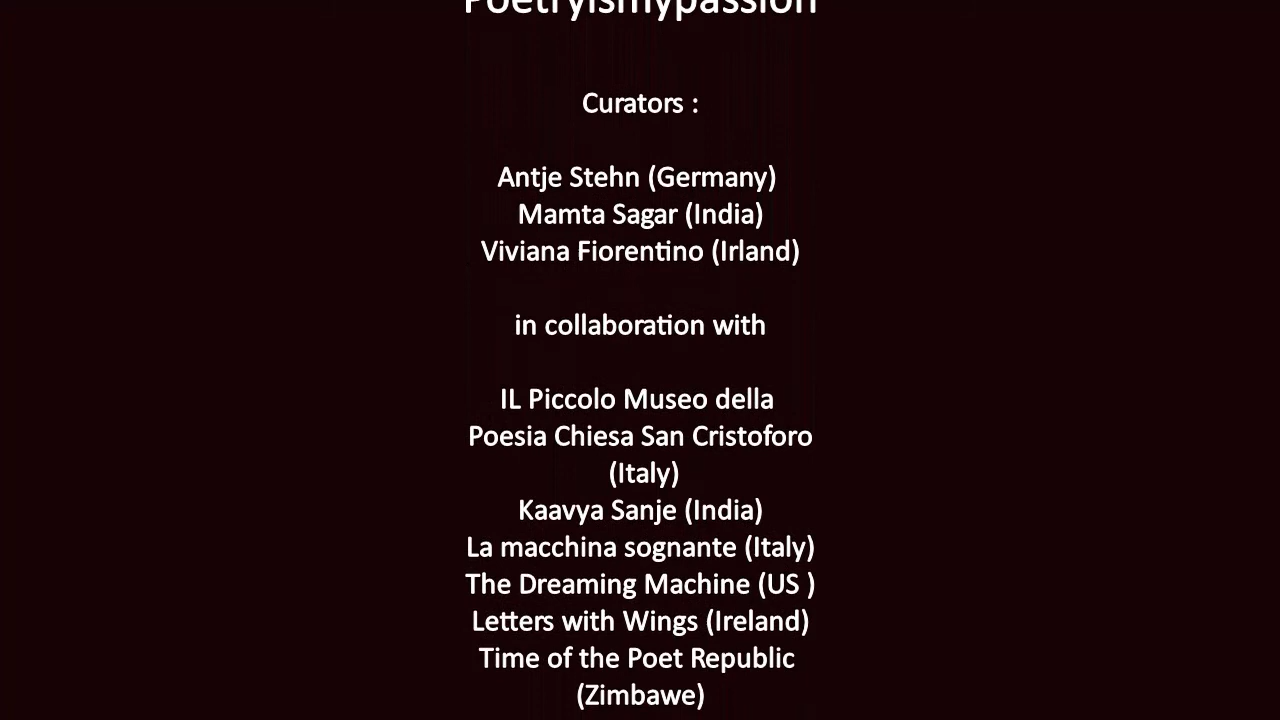 Poetryismypassion
Curators :
Antje Stehn (Germany)
Mamta Sagar (India)
Viviana Fiorentino (Irland)
in collaboration with
IL Piccolo Museo della
Poesia Chiesa San Cristoforo
(Italy)
Kaavya Sanje (India)
La macchina sognante (Italy)
The Dreaming Machine (US )
Letters with Wings (Ireland)
Time of the Poet Republic
(Zimbawe)